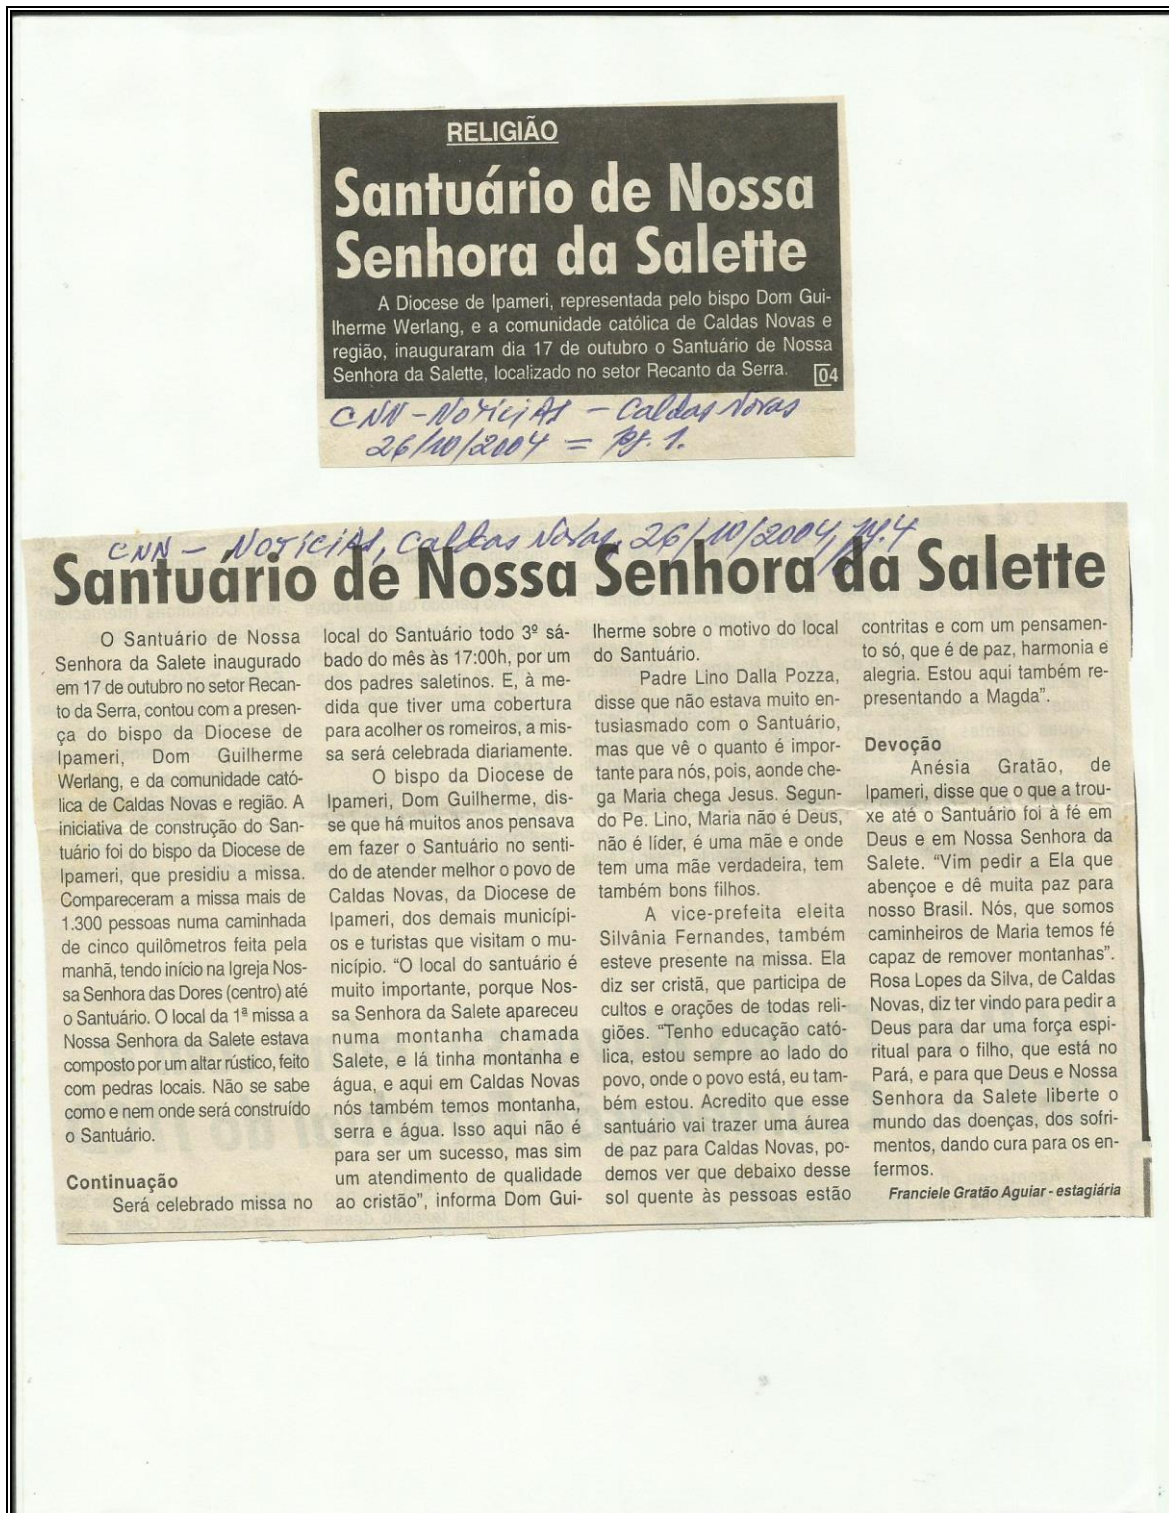 RELIGIÃO
Santuário de Nossa
Senhora da Salette
A Diocese de Ipameri, representada pelo bispo Dom Gui-
lherme Werlang, e a comunidade católica de Caldas Novas e
região, inauguraram dia 17 de outubro o Santuário de Nossa
Senhora da Salette, localizado no setor Recanto da Serra. 04
CNN - NOTÍCIAS - Caldas Novas
26/10/2004 = pg. 1.
CNN - NOTÍCIAS, Caldas Novas, 26/10/2004, pg. 4
Santuário de Nossa Senhora da Salette
O Santuário de Nossa
Senhora da Salete inaugurado
em 17 de outubro no setor Recan-
to da Serra, contou com a presen-
ça do bispo da Diocese de
Ipameri, Dom Guilherme
Werlang, e da comunidade cató-
lica de Caldas Novas e região. A
iniciativa de construção do San-
tuário foi do bispo da Diocese de
Ipameri, que presidiu a missa.
Compareceram a missa mais de
1.300 pessoas numa caminhada
de cinco quilômetros feita pela
manhã, tendo início na Igreja Nos-
sa Senhora das Dores (centro) até
o Santuário. O local da 1ª missa a
Nossa Senhora da Salete estava
composto por um altar rústico, feito
com pedras locais. Não se sabe
como e nem onde será construído
o Santuário.
Continuação
Será celebrado missa no
local do Santuário todo 3º sá-
bado do mês às 17:00h, por um
dos padres saletinos. E, à me-
dida que tiver uma cobertura
para acolher os romeiros, a mis-
sa será celebrada diariamente.
O bispo da Diocese de
Ipameri, Dom Guilherme, dis-
se que há muitos anos pensava
em fazer o Santuário no senti-
do de atender melhor o povo de
Caldas Novas, da Diocese de
Ipameri, dos demais municípi-
os e turistas que visitam o mu-
nicípio. “O local do santuário é
muito importante, porque Nos-
sa Senhora da Salete apareceu
numa montanha chamada
Salete, e lá tinha montanha e
água, e aqui em Caldas Novas
nós também temos montanha,
serra e água. Isso aqui não é
para ser um sucesso, mas sim
um atendimento de qualidade
ao cristão”, informa Dom Gui-
lherme sobre o motivo do local
do Santuário.
Padre Lino Dalla Pozza,
disse que não estava muito en-
tusiasmado com o Santuário,
mas que vê o quanto é impor-
tante para nós, pois, aonde che-
ga Maria chega Jesus. Segun-
do Pe. Lino, Maria não é Deus,
não é líder, é uma mãe e onde
tem uma mãe verdadeira, tem
também bons filhos.
A vice-prefeita eleita
Silvânia Fernandes, também
esteve presente na missa. Ela
diz ser cristã, que participa de
cultos e orações de todas reli-
giões. “Tenho educação cató-
lica, estou sempre ao lado do
povo, onde o povo está, eu tam-
bém estou. Acredito que esse
santuário vai trazer uma áurea
de paz para Caldas Novas, po-
demos ver que debaixo desse
sol quente às pessoas estão
contritas e com um pensamen-
to só, que é de paz, harmonia e
alegria. Estou aqui também re-
presentando a Magda”.
Devoção
Anésia Gratão, de
Ipameri, disse que o que a trou-
xe até o Santuário foi à fé em
Deus e em Nossa Senhora da
Salete. “Vim pedir a Ela que
abençoe e dê muita paz para
nosso Brasil. Nós, que somos
caminheiros de Maria temos fé
capaz de remover montanhas”.
Rosa Lopes da Silva, de Caldas
Novas, diz ter vindo para pedir a
Deus para dar uma força espi-
ritual para o filho, que está no
Pará, e para que Deus e Nossa
Senhora da Salete liberte o
mundo das doenças, dos sofri-
mentos, dando cura para os en-
fermos.
Franciele Gratão Aguiar - estagiária